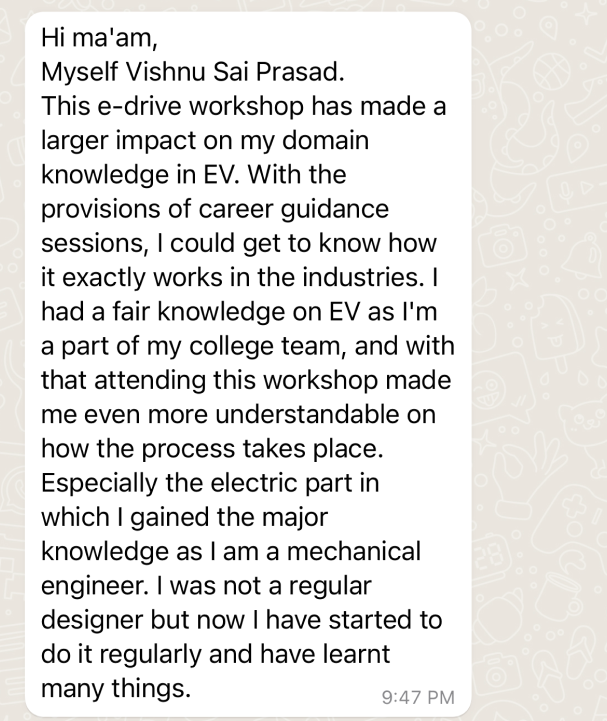 Hi ma'am,
Myself Vishnu Sai Prasad.
This e-drive workshop has made a
larger impact on my domain
knowledge in EV. With the
provisions of career guidance
sessions, I could get to know how
it exactly works in the industries. I
had a fair knowledge on EV as I'm
a part of my college team, and with
that attending this workshop made
me even more understandable on
how the process takes place.
Especially the electric part in
which I gained the major
knowledge as I am a mechanical
engineer. I was not a regular
designer but now I have started to
do it regularly and have learnt
many things.
9:47 PM